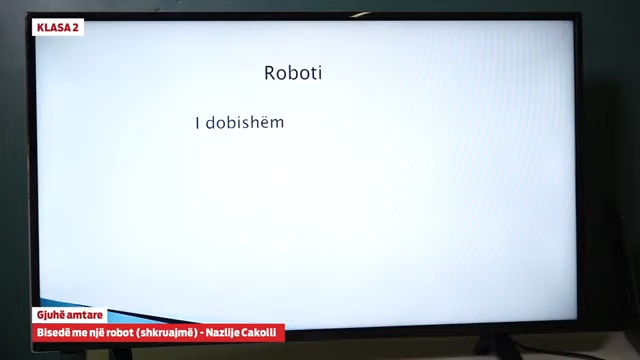 KLASA 2
Roboti
I dobishëm
Gjuhë amtare
Bisedë me një robot (shkruajmë) - Nazlije Cakolli